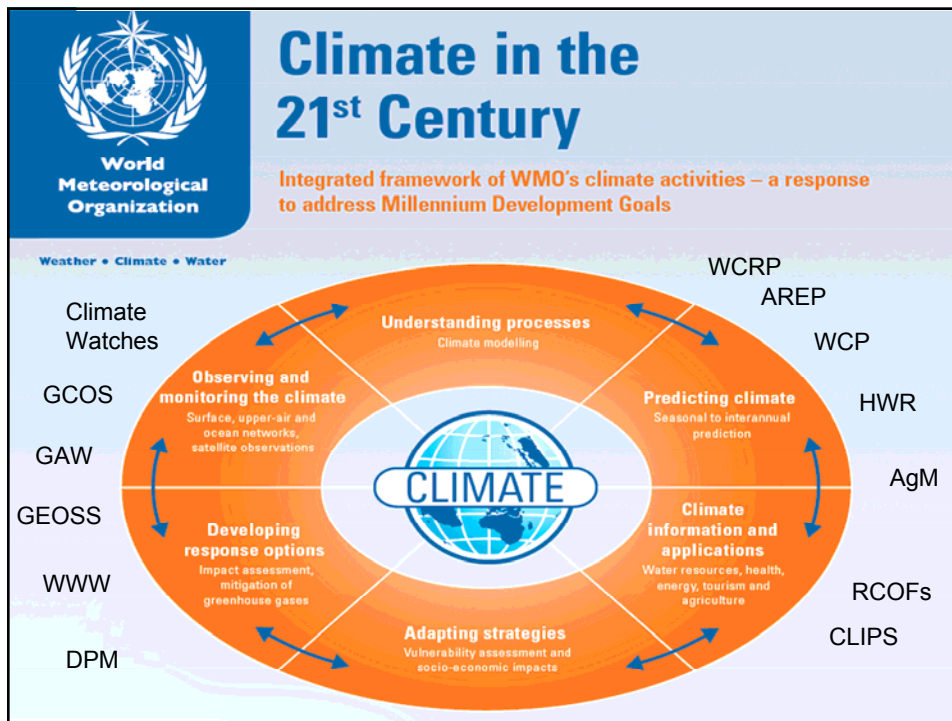 World
Meteorological
Organization
Climate in the
21st Century
Integrated framework of WMO's climate activities – a response
to address Millennium Development Goals
Weather • Climate • Water
Climate
Watches
GCOS
GAW
GEOSS
WWW
DPM
WCRP
AREP
WCP
HWR
AgM
RCOFs
CLIPS
Understanding processes
Climate modelling
Observing and
monitoring the climate
Surface, upper-air and
ocean networks,
satellite observations
Predicting climate
Seasonal to interannual
prediction
CLIMATE
Developing
response options
Impact assessment,
mitigation of
greenhouse gases
Climate
information and
applications
Water resources, health,
energy, tourism and
agriculture
Adapting strategies
Vulnerability assessment and
socio-economic impacts